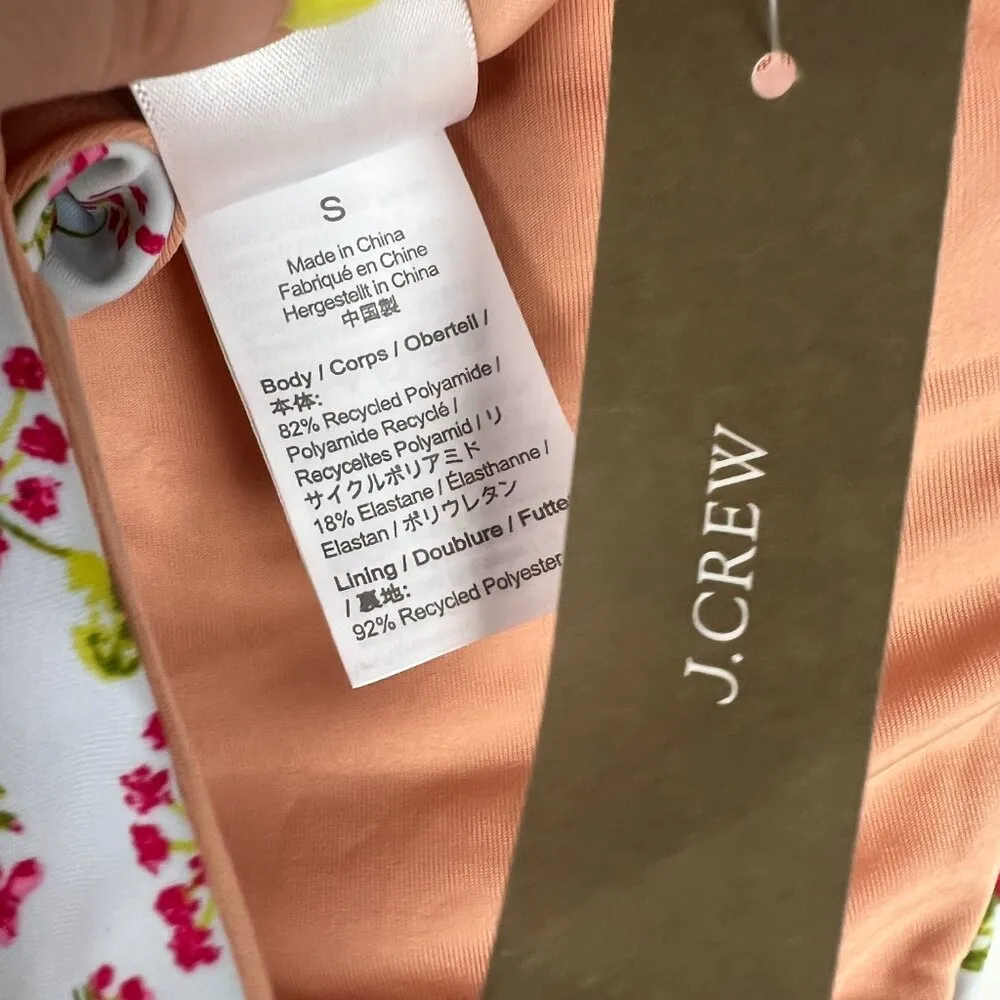 S
Made in China
Fabriqué en Chine
Hergestellt in China
中国製
Body / Corps / Oberteil /
本体:
82% Recycled Polyamide /
Polyamide Recyclé /
Recyceltes Polyamid / リ
サイクルポリアミド
18% Elastane / Élasthanne /
Elastan / ポリウレタン
Lining / Doublure / Futte
/ 裏地:
92% Recycled Polyester
J.CREW